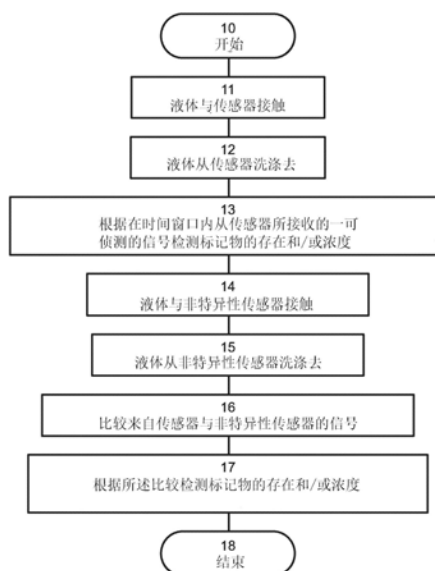 10
开始
11
液体与传感器接触
12
液体从传感器洗涤去
13
根据在时间窗口内从传感器所接收的一可
侦测的信号检测标记物的存在和/或浓度
14
液体与非特异性传感器接触
15
液体从非特异性传感器洗涤去
16
比较来自传感器与非特异性传感器的信号
17
根据所述比较检测标记物的存在和/或浓度
18
结束